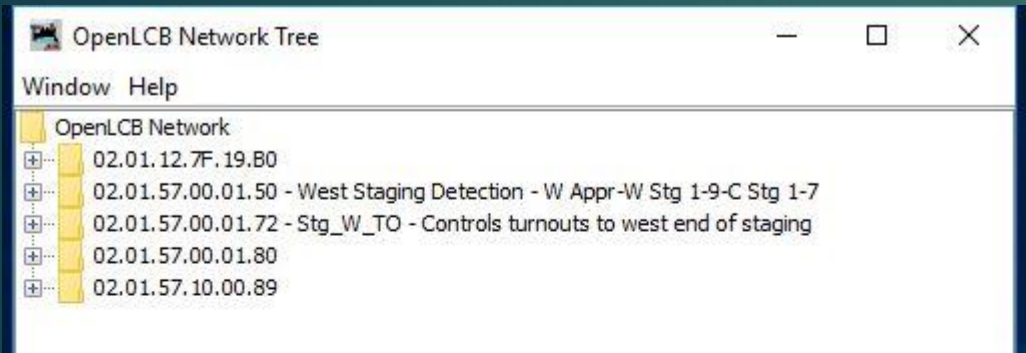 OpenLCB Network Tree
Window Help
OpenLCB Network
02.01.12.7F.19.B0
02.01.57.00.01.50 - West Staging Detection - W Appr-W Stg 1-9-C Stg 1-7
02.01.57.00.01.72 - Stg_W_TO - Controls turnouts to west end of staging
02.01.57.00.01.80
02.01.57.10.00.89